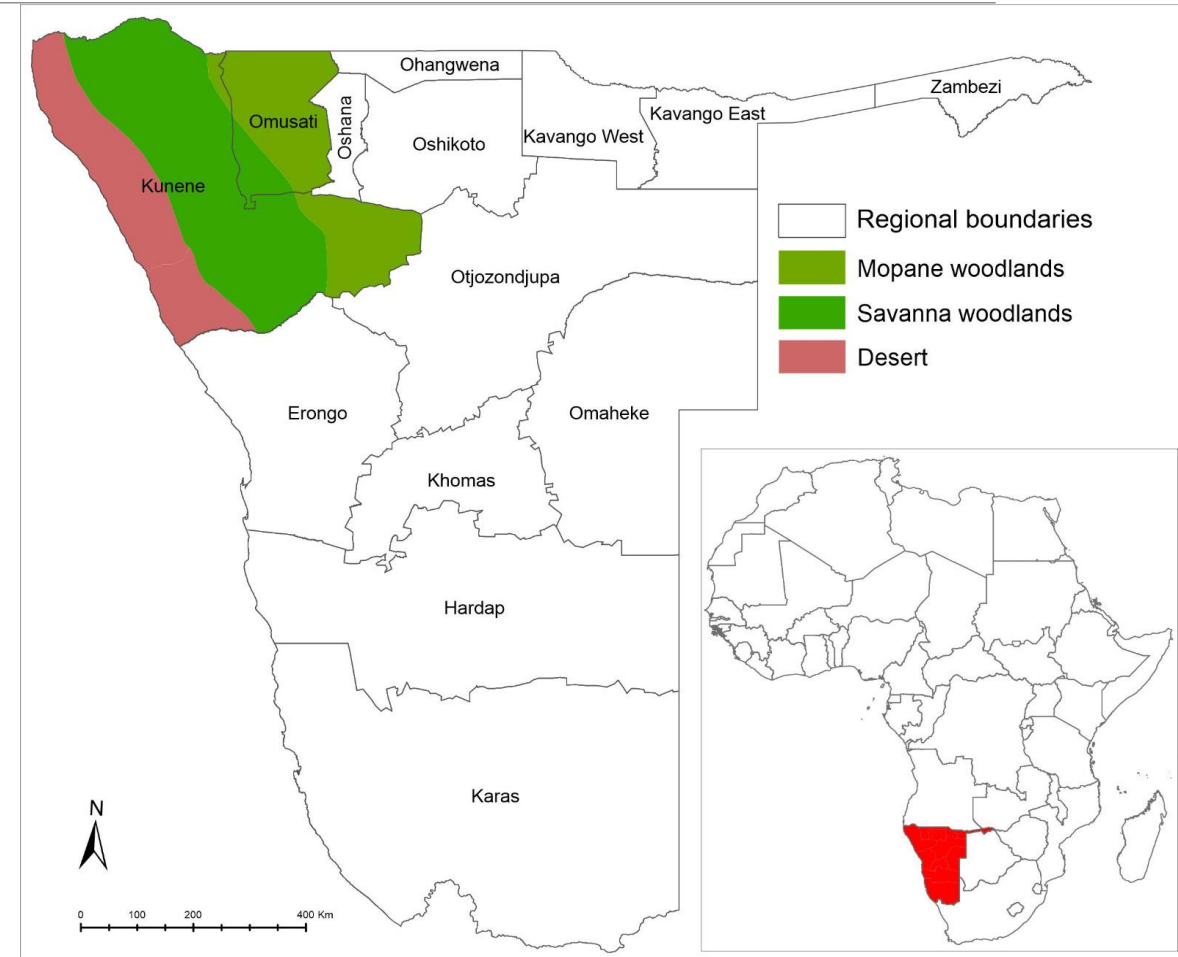 Ohangwena
Zambezi
Kavango East
Omusati
Oshana
Oshikoto
Kavango West
Kunene
Regional boundaries
Mopane woodlands
Otjozondjupa
Savanna woodlands
Desert
Erongo
Omaheke
Khomas
Hardap
Karas
N
0 100 200 400 Km